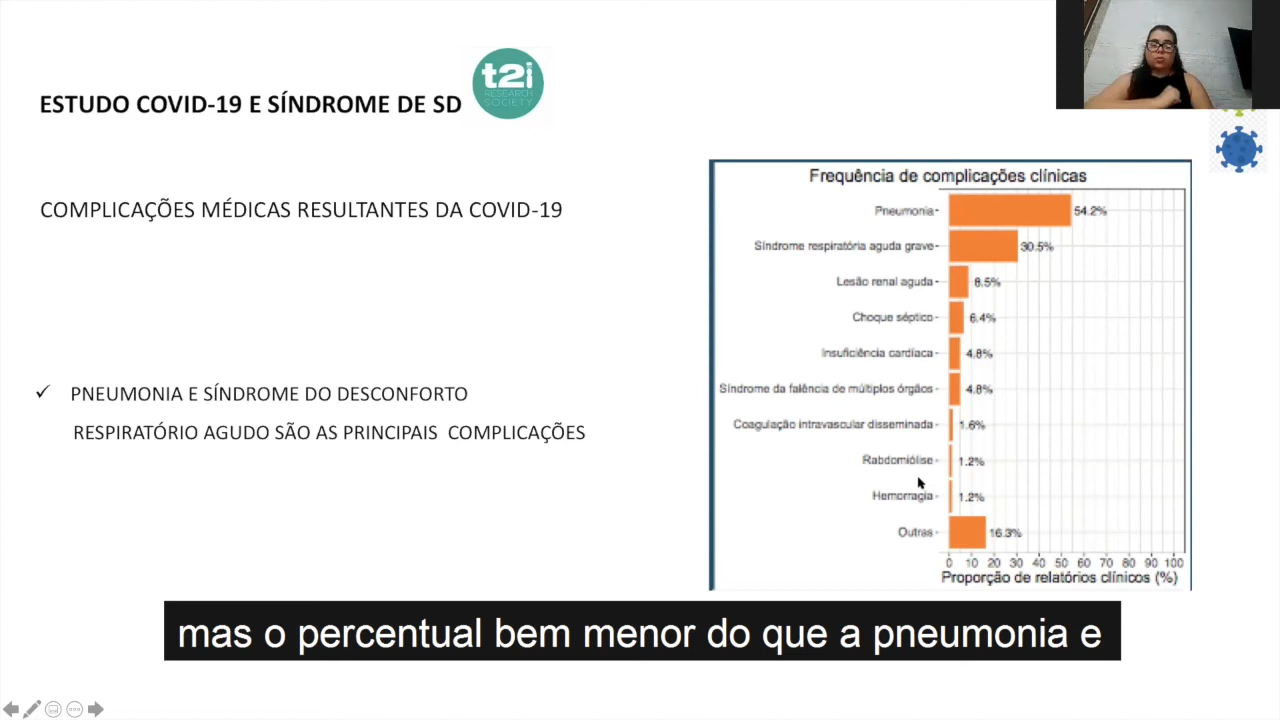 ESTUDO COVID-19 E SÍNDROME DE SD
t2i
RESEARCH
SOCIETY
COMPLICAÇÕES MÉDICAS RESULTANTES DA COVID-19
✓ PNEUMONIA E SÍNDROME DO DESCONFORTO
RESPIRATÓRIO AGUDO SÃO AS PRINCIPAIS COMPLICAÇÕES
Frequência de complicações clínicas
Pneumonia 54.2%
Síndrome respiratória aguda grave 30.5%
Lesão renal aguda 8.5%
Choque séptico 6.4%
Insuficiência cardíaca 4.8%
Síndrome da falência de múltiplos órgãos 4.8%
Coagulação intravascular disseminada 1.6%
Rabdomiólise 1.2%
Hemorragia 1.2%
Outras 16.3%
0 10 20 30 40 50 60 70 80 90 100
Proporção de relatórios clínicos (%)
mas o percentual bem menor do que a pneumonia e